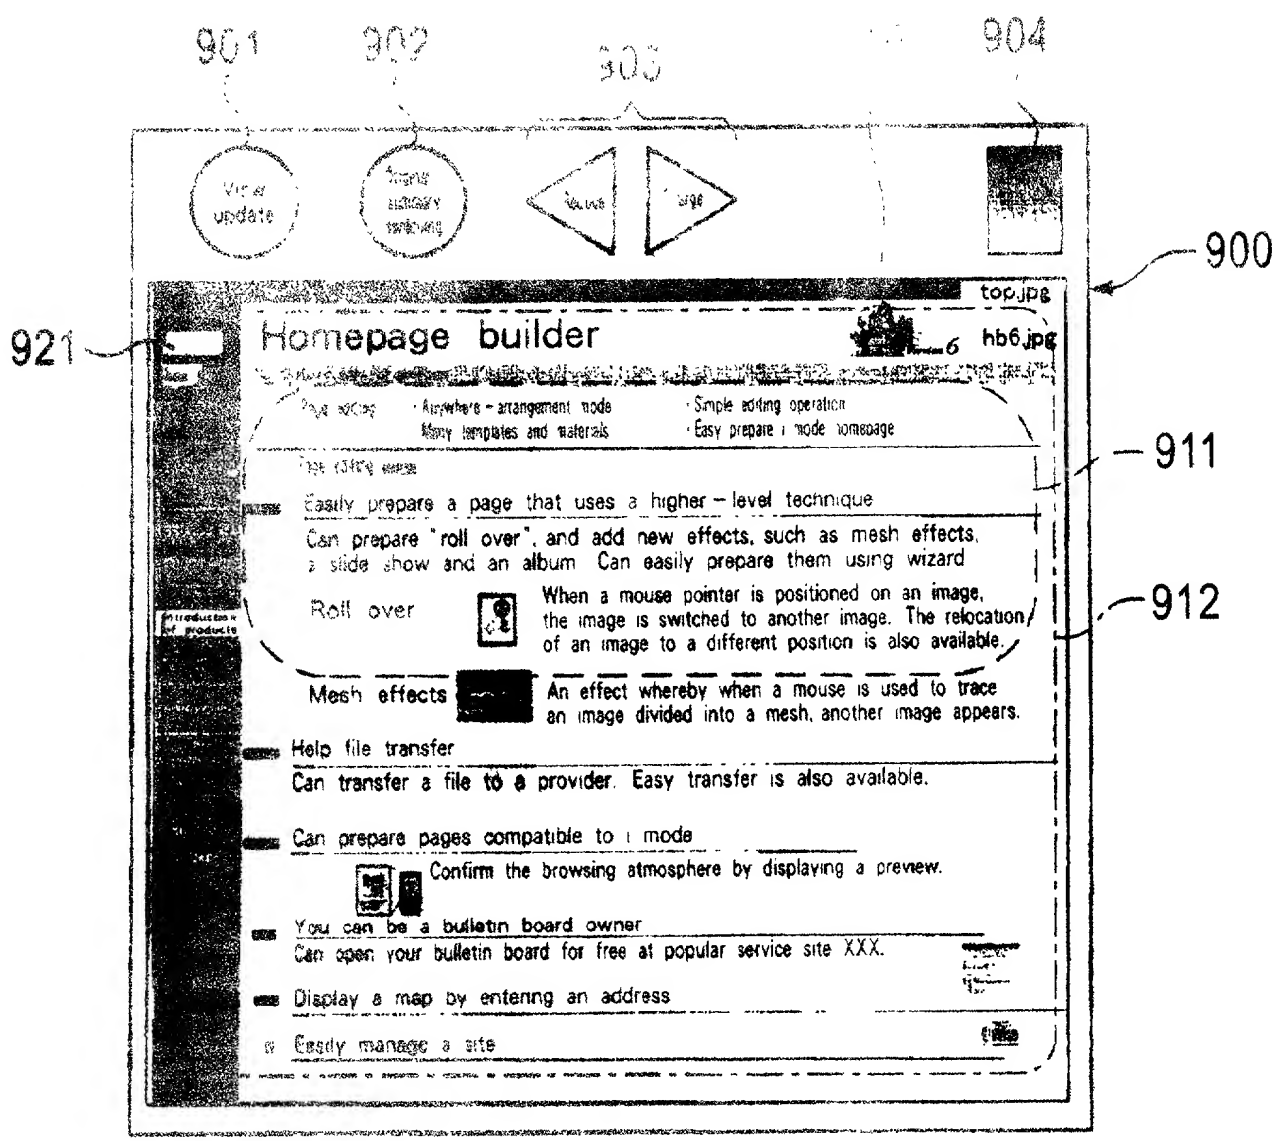 901 902 903 904
View
update
900
top.jpg
Homepage builder
6 hb6.jpg
921
Page editing · Anywhere-arrangement mode · Simple editing operation
Many templates and materials · Easy prepare i mode homepage
911
Easily prepare a page that uses a higher-level technique
Can prepare "roll over", and add new effects, such as mesh effects,
a slide show and an album Can easily prepare them using wizard
Roll over
When a mouse pointer is positioned on an image,
the image is switched to another image. The relocation
of an image to a different position is also available.
912
Introduction
of products
Mesh effects
An effect whereby when a mouse is used to trace
an image divided into a mesh, another image appears.
Help file transfer
Can transfer a file to a provider. Easy transfer is also available.
Can prepare pages compatible to i mode
Confirm the browsing atmosphere by displaying a preview.
You can be a bulletin board owner
Can open your bulletin board for free at popular service site XXX.
Display a map by entering an address
Easily manage a site